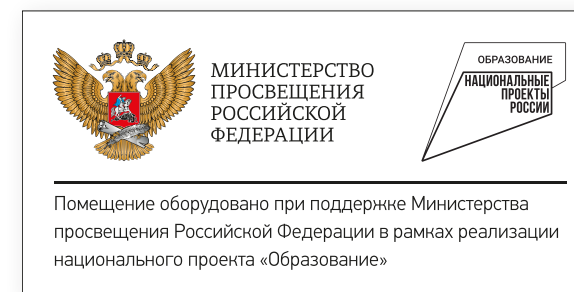 МИНИСТЕРСТВО
ПРОСВЕЩЕНИЯ
РОССИЙСКОЙ
ФЕДЕРАЦИИ
ОБРАЗОВАНИЕ
НАЦИОНАЛЬНЫЕ
ПРОЕКТЫ
РОССИИ
Помещение оборудовано при поддержке Министерства
просвещения Российской Федерации в рамках реализации
национального проекта «Образование»